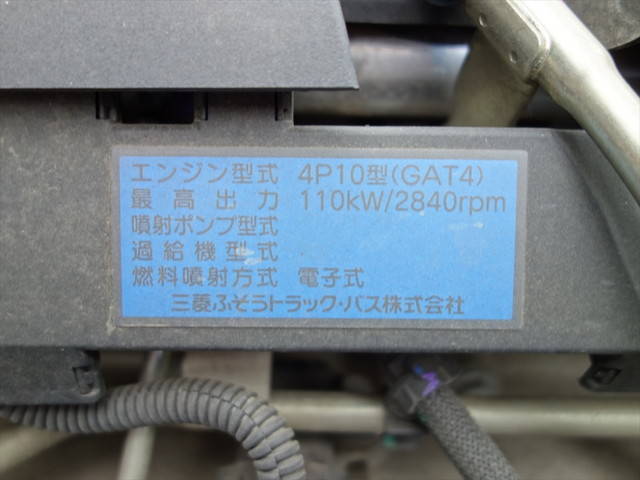 エンジン型式 4P10型(GAT4)
最高出力 110kW/2840rpm
噴射ポンプ型式
過給機型式
燃料噴射方式 電子式
三菱ふそうトラック・バス株式会社